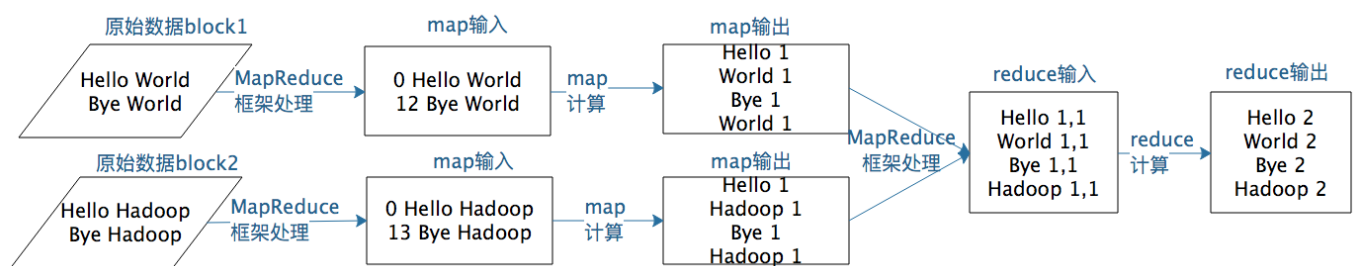 原始数据block1
Hello World
Bye World
MapReduce
框架处理
map输入
0 Hello World
12 Bye World
map
计算
map输出
Hello 1
World 1
Bye 1
World 1
原始数据block2
Hello Hadoop
Bye Hadoop
MapReduce
框架处理
map输入
0 Hello Hadoop
13 Bye Hadoop
map
计算
map输出
Hello 1
Hadoop 1
Bye 1
Hadoop 1
MapReduce
框架处理
reduce输入
Hello 1,1
World 1,1
Bye 1,1
Hadoop 1,1
reduce
计算
reduce输出
Hello 2
World 2
Bye 2
Hadoop 2